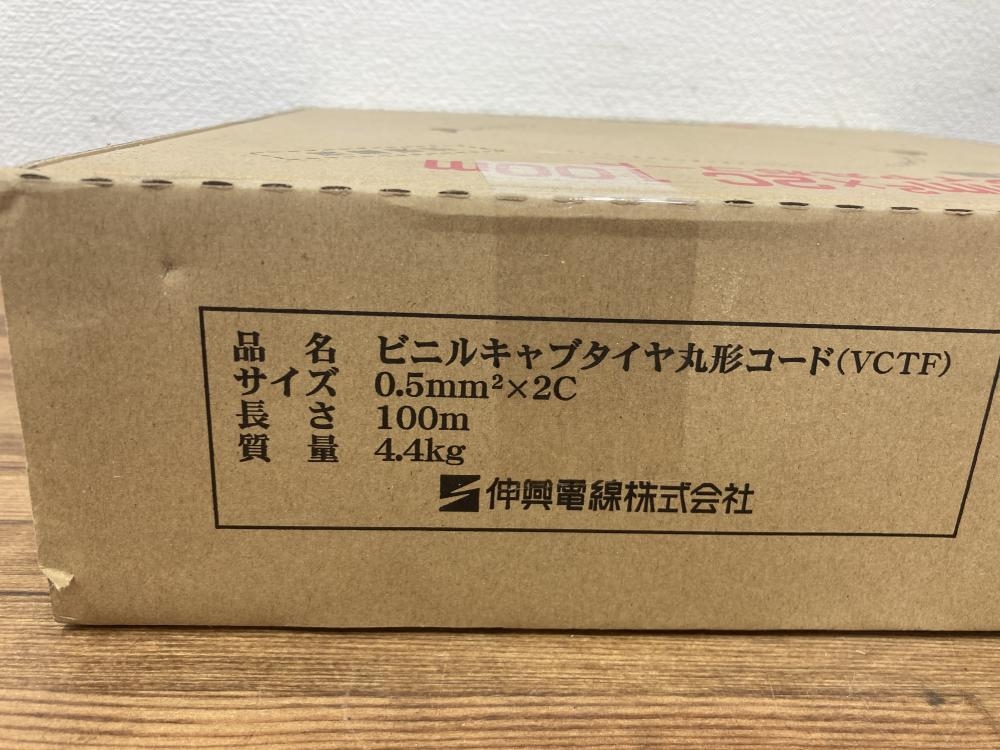 100m
品名 ビニルキャブタイヤ丸形コード(VCTF)
サイズ 0.5mm²×2C
長さ 100m
質量 4.4kg
伸興電線株式会社